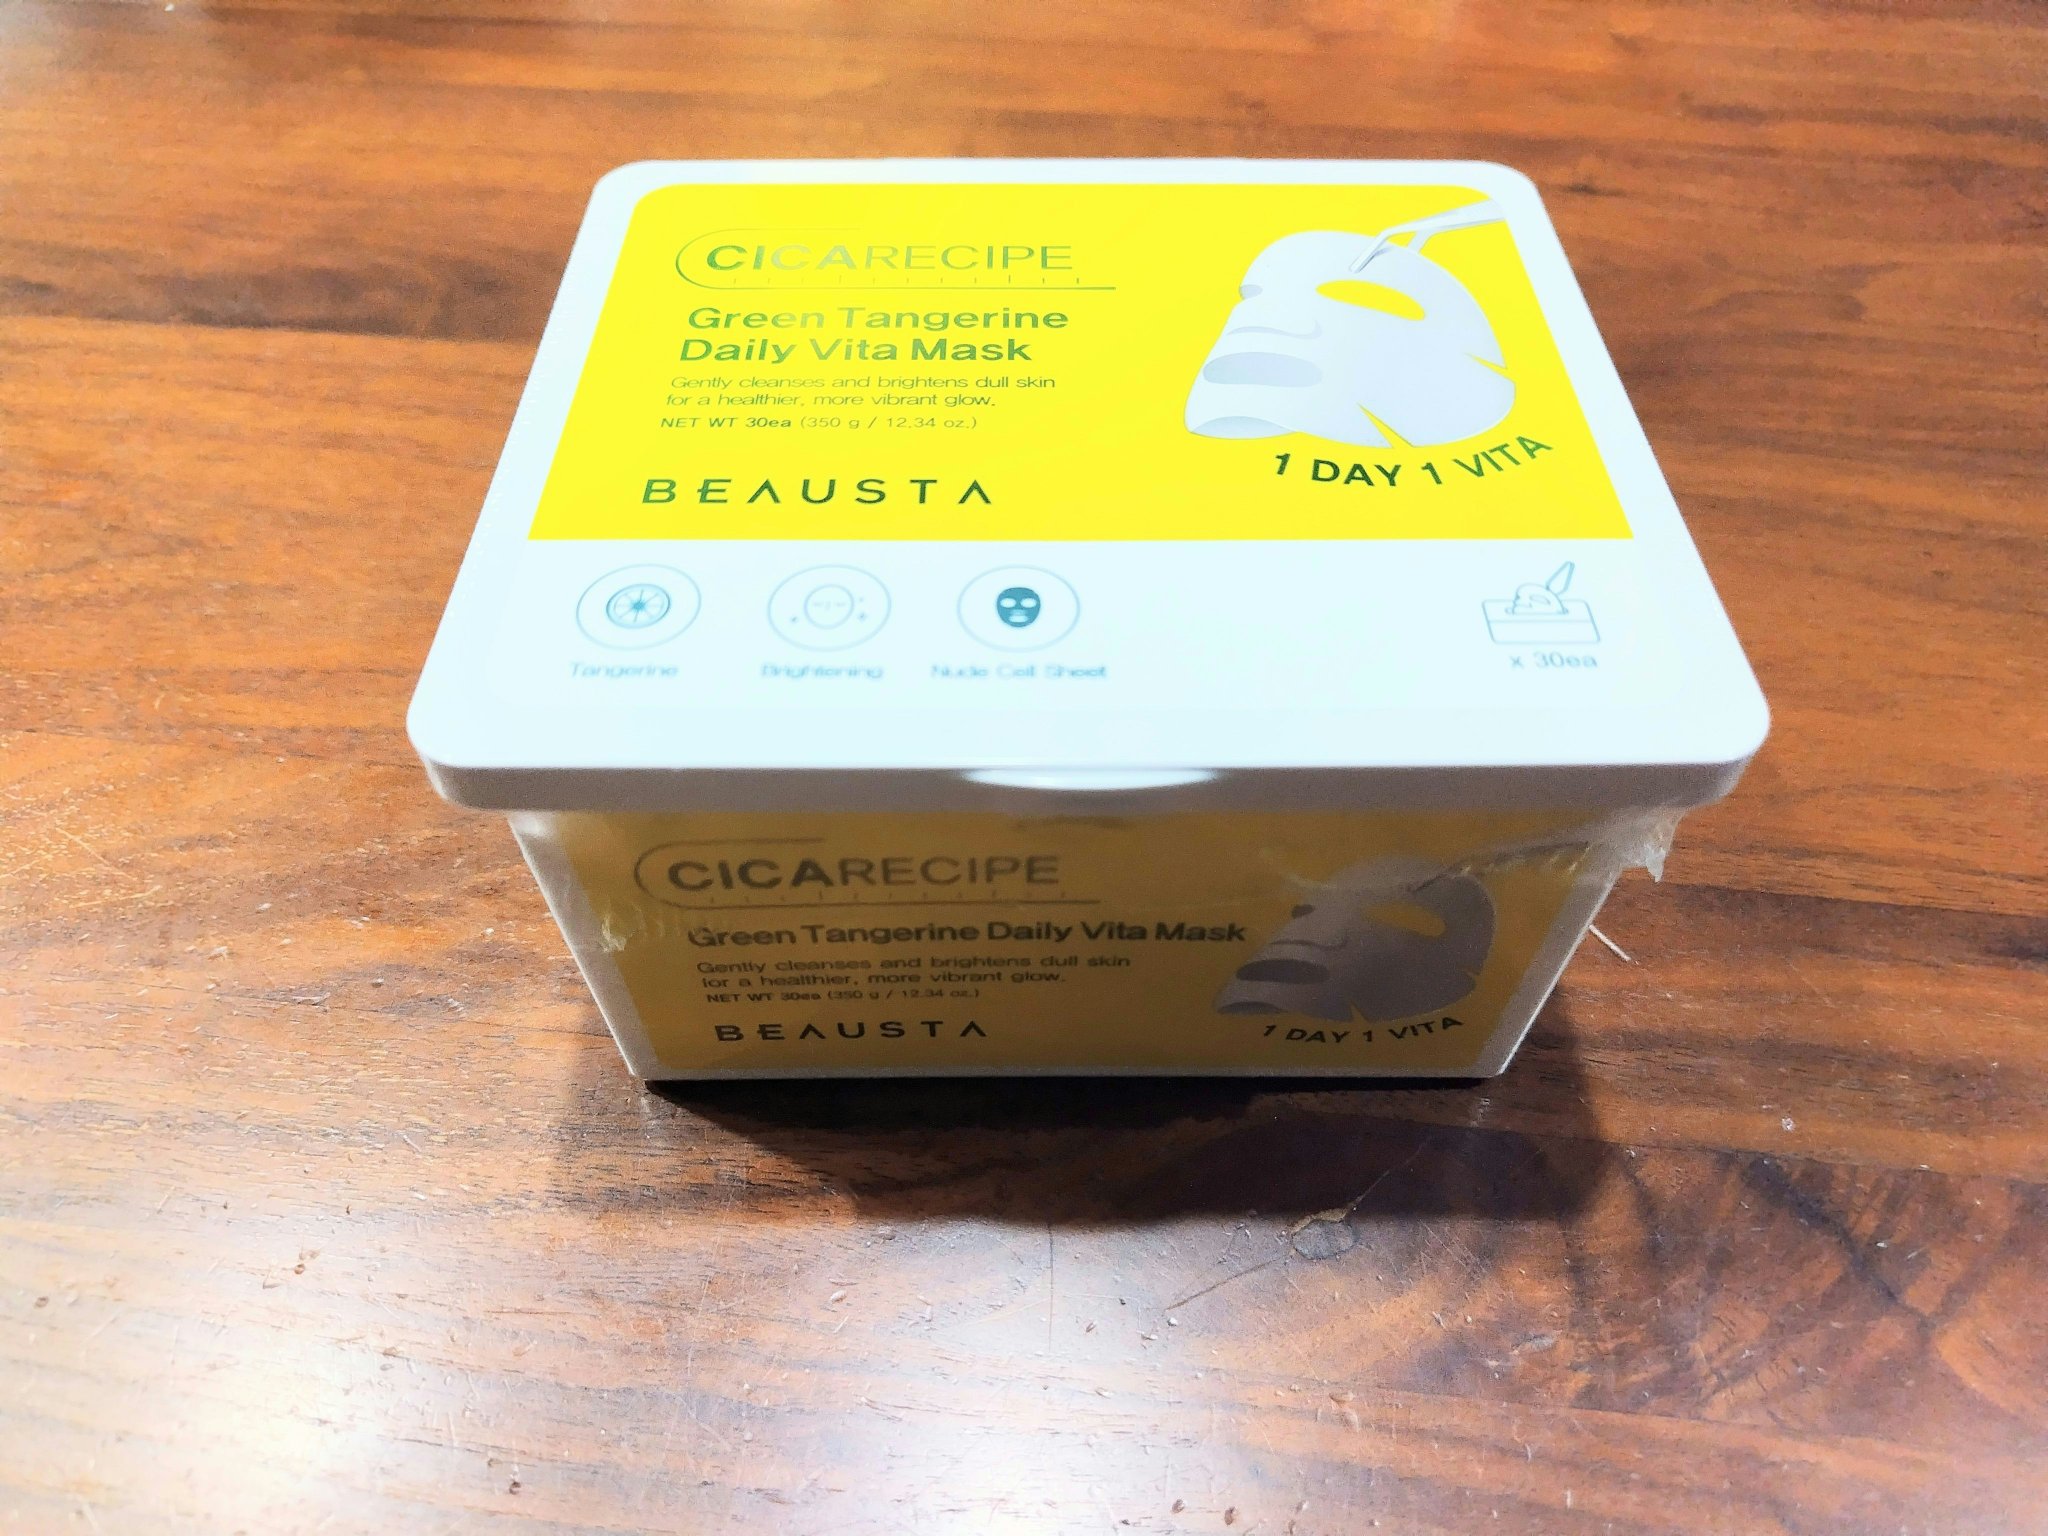 CICARECIPE
Green Tangerine
Daily Vita Mask
Gently cleanses and brightens dull skin
for a healthier, more vibrant glow.
NET WT 30ea (350 g / 12.34 oz.)
BEAUSTA
1 DAY 1 VITA
Tangerine
Brightening
Nude Cell Sheet
x 30ea
CICARECIPE
Green Tangerine Daily Vita Mask
Gently cleanses and brightens dull skin
for a healthier, more vibrant glow.
NET WT 30ea (350 g / 12.34 oz.)
BEAUSTA
1 DAY 1 VITA